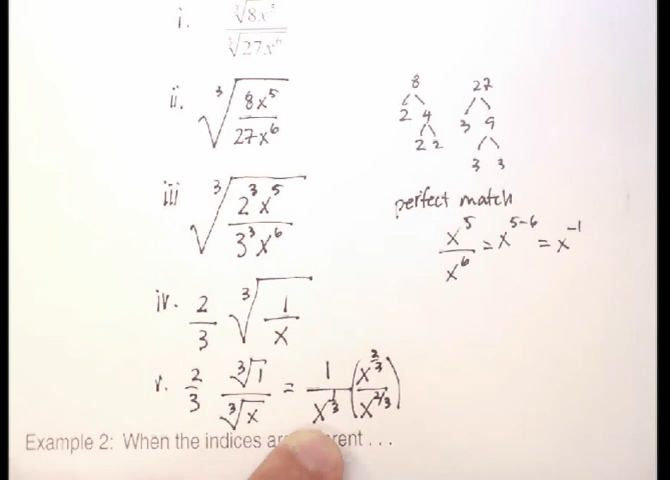 i. ∛8x⁵ / ∛27x⁶
ii. ∛(8x⁵ / 27x⁶)
8
2 4
2 2
27
3 9
3 3
iii ∛(2³x⁵ / 3³x⁶)
perfect match
x⁵/x⁶ = x⁵⁻⁶ = x⁻¹
iv. 2/3 ∛(1/x)
v. 2/3 ∛1/∛x = 1/x^(1/3) (x^(2/3)/x^(2/3))
Example 2: When the indices are . . .